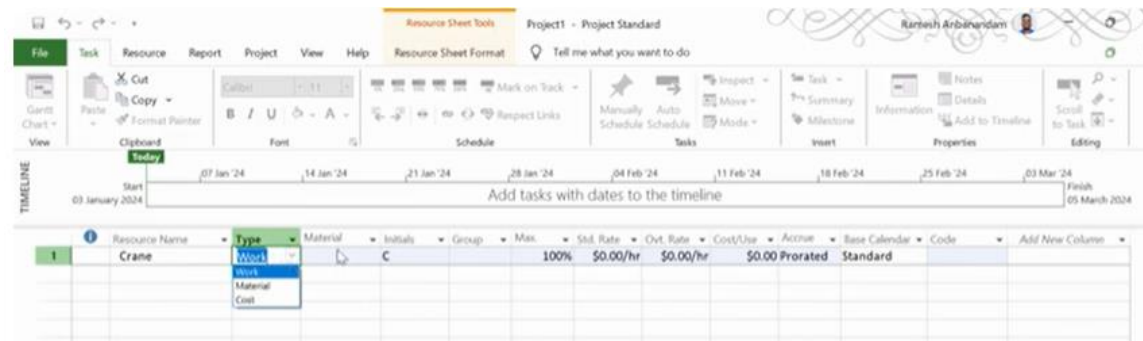 Resource Sheet Tools Project1 - Project Standard Ramesh Anbanandam
File Task Resource Report Project View Help Resource Sheet Format Tell me what you want to do
Gantt Chart
View
Paste
Cut
Copy
Format Painter
Clipboard
Calibri 11
B I U A
Font
Mark on Track
Respect Links
Schedule
Manually Schedule
Auto Schedule
Inspect
Move
Mode
Tasks
Task
Summary
Milestone
Insert
Information
Notes
Details
Add to Timeline
Properties
Scroll to Task
Editing
TIMELINE
Today
Start
03 January 2024
07 Jan '24 14 Jan '24 21 Jan '24 28 Jan '24 04 Feb '24 11 Feb '24 18 Feb '24 25 Feb '24 03 Mar '24
Add tasks with dates to the timeline
Finish
05 March 2024
Resource Name Type Material Initials Group Max. Std. Rate Ovt. Rate Cost/Use Accrue Base Calendar Code Add New Column
1 Crane Work C 100% $0.00/hr $0.00/hr $0.00 Prorated Standard
Work
Material
Cost